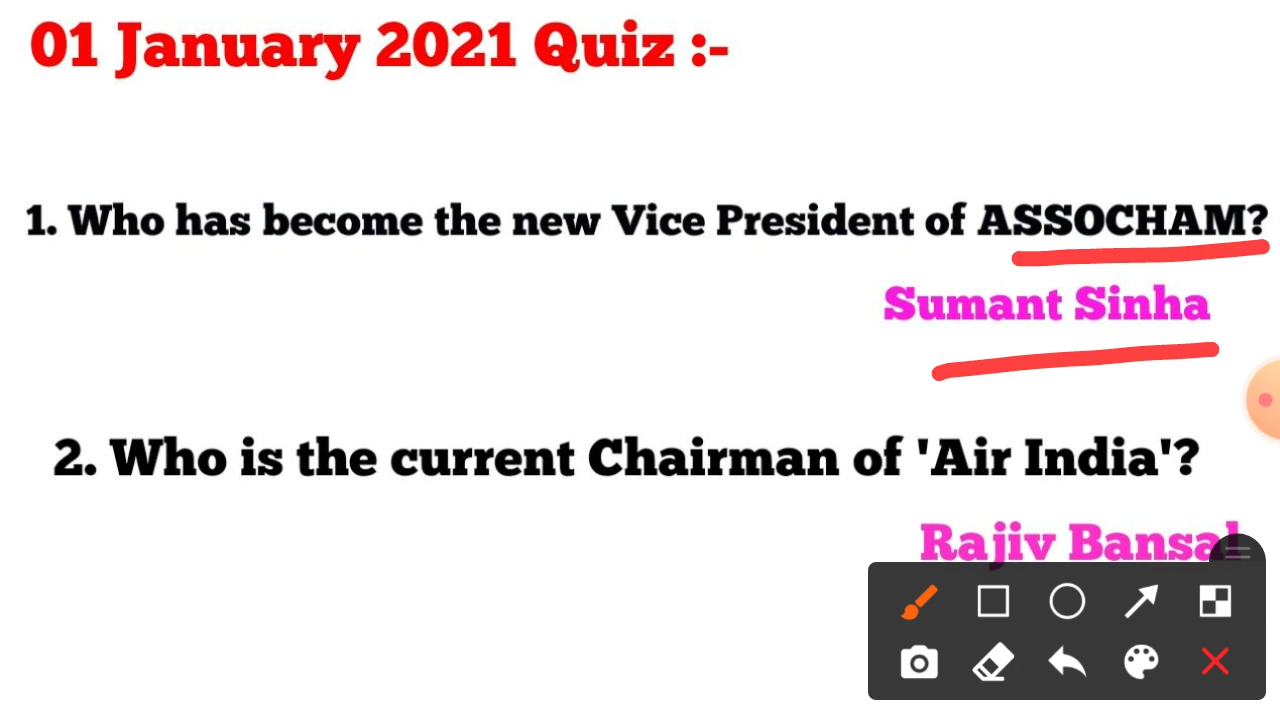 01 January 2021 Quiz :-
1. Who has become the new Vice President of ASSOCHAM?
Sumant Sinha
2. Who is the current Chairman of 'Air India'?
Rajiv Bansal